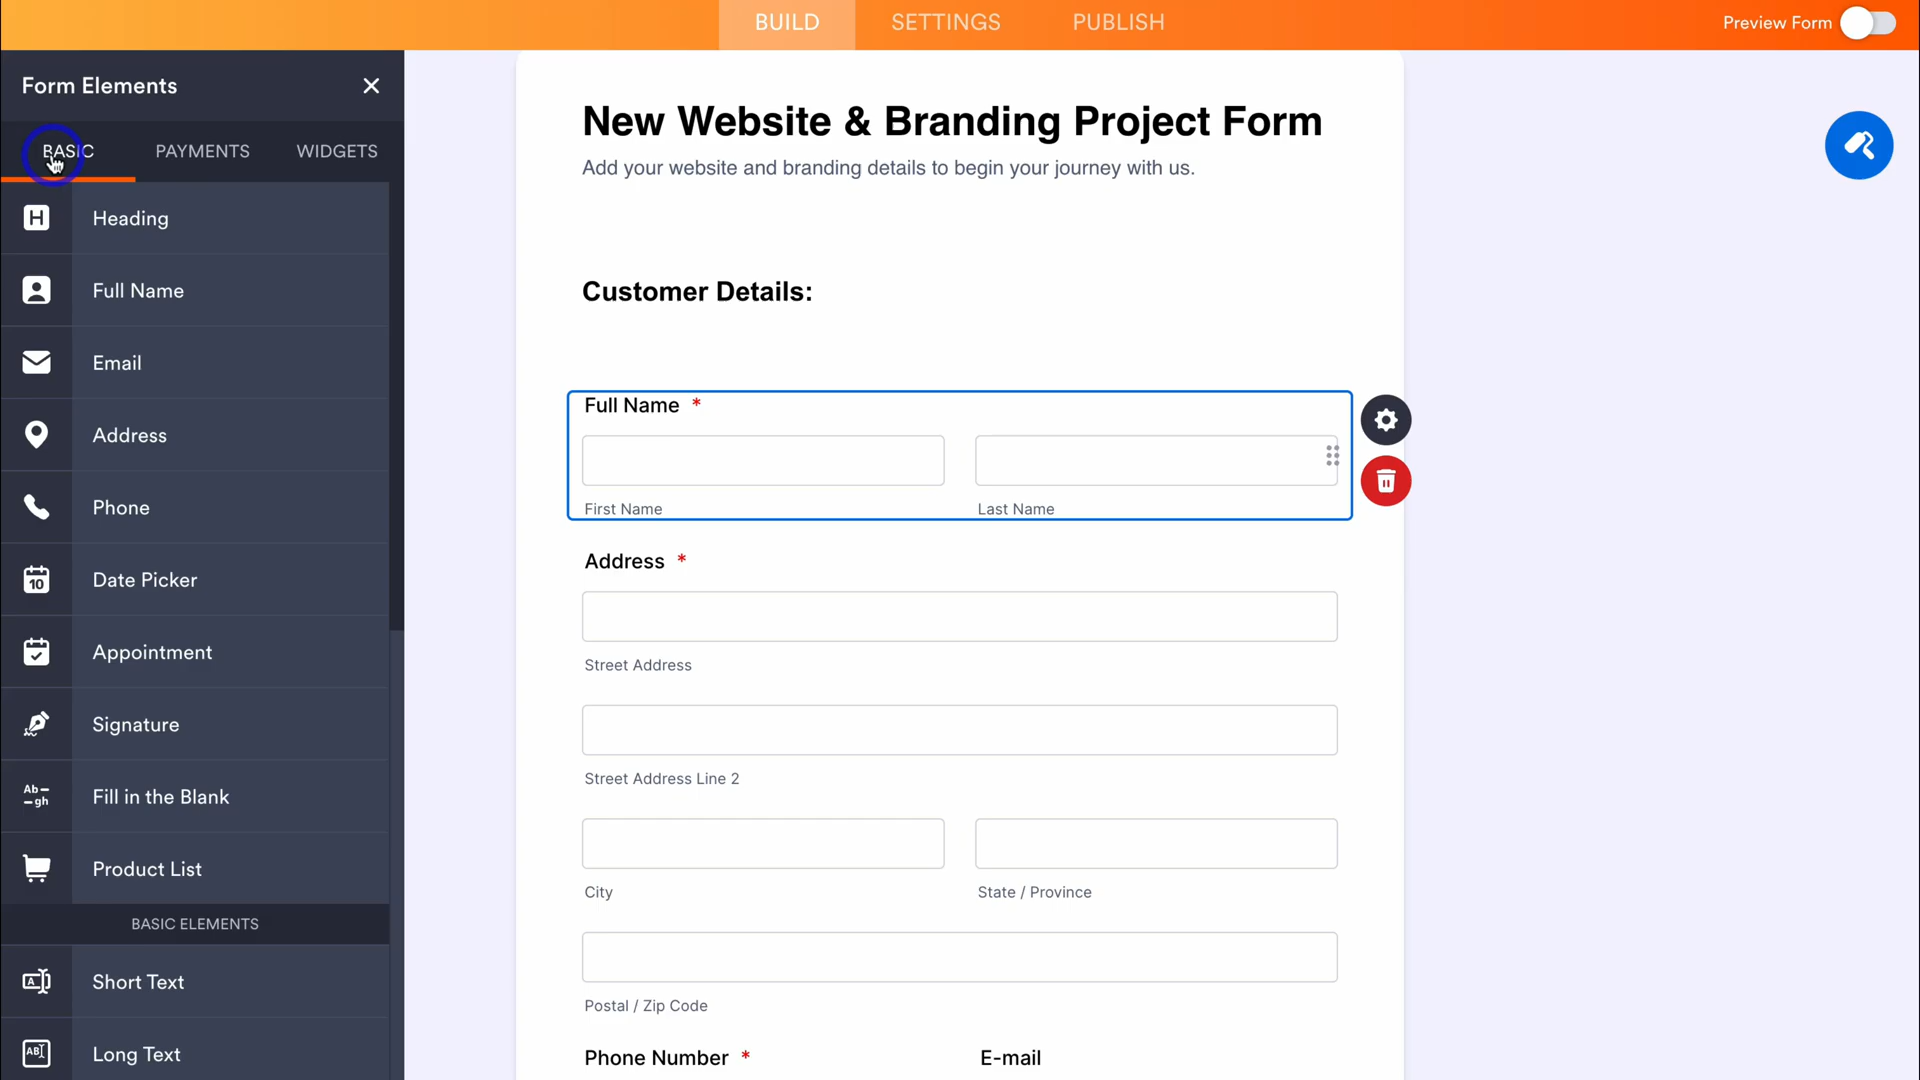 BUILD
SETTINGS
PUBLISH
Preview Form
Form Elements
BASIC
PAYMENTS
WIDGETS
Heading
Full Name
Email
Address
Phone
10
Date Picker
Appointment
Signature
Ab
gh
Fill in the Blank
Product List
BASIC ELEMENTS
Short Text
Long Text
New Website & Branding Project Form
Add your website and branding details to begin your journey with us.
Customer Details:
Full Name *
First Name
Last Name
Address *
Street Address
Street Address Line 2
City
State / Province
Postal / Zip Code
Phone Number *
E-mail